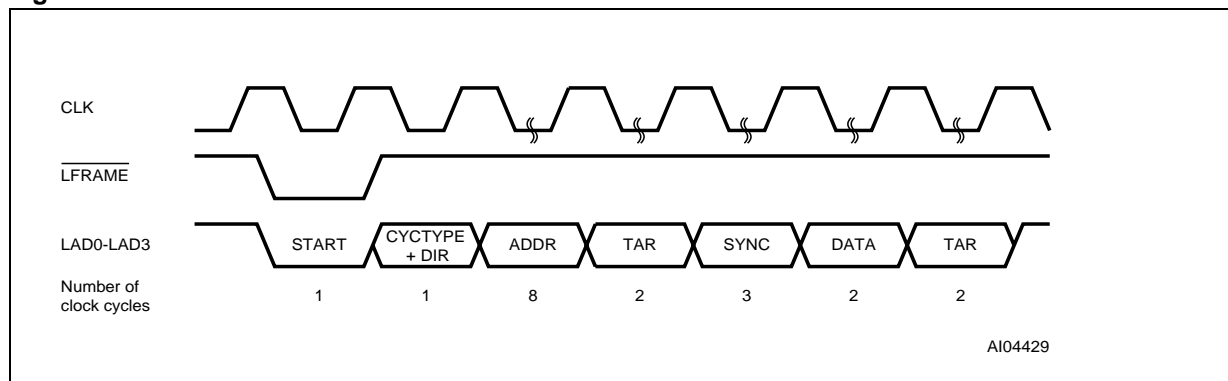 CLK
LFRAME
LAD0-LAD3 START CYCTYPE + DIR ADDR TAR SYNC DATA TAR
Number of clock cycles 1 1 8 2 3 2 2
AI04429